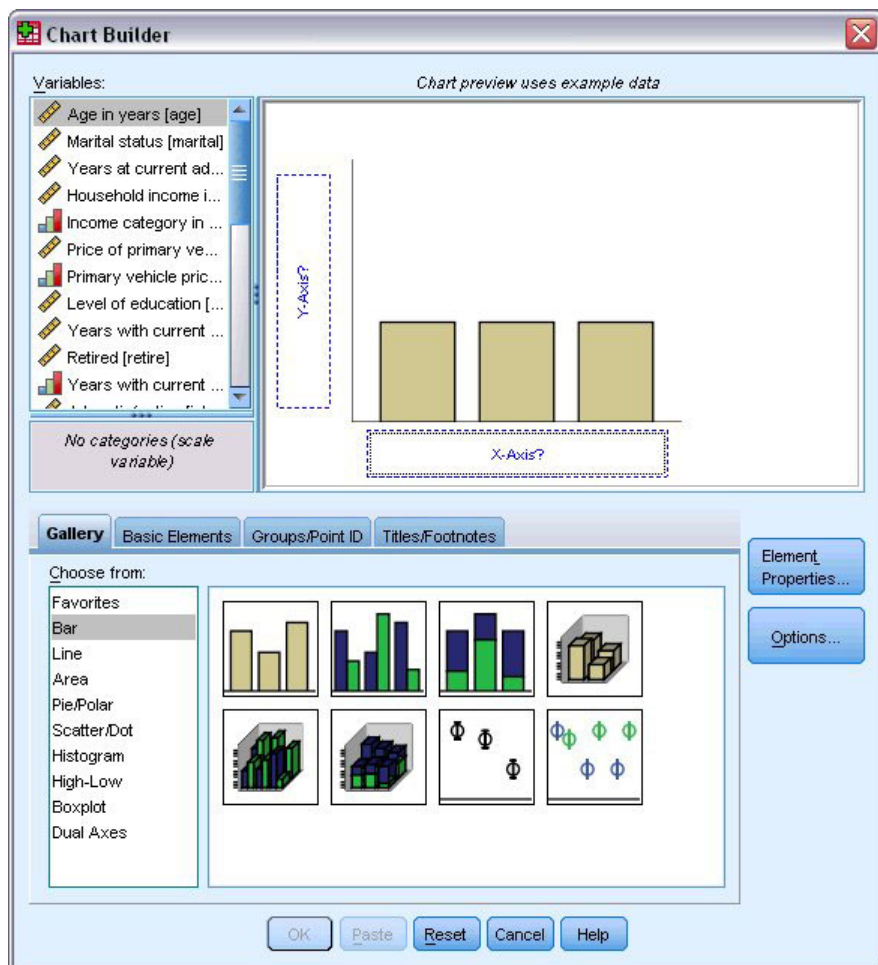 Chart Builder
Variables:
Chart preview uses example data
Age in years [age]
Marital status [marital]
Years at current ad...
Household income i...
Income category in ...
Price of primary ve...
Primary vehicle pric...
Level of education [...
Years with current ...
Retired [retire]
Years with current ...
No categories (scale
variable)
Y-Axis?
X-Axis?
Gallery
Basic Elements
Groups/Point ID
Titles/Footnotes
Choose from:
Favorites
Bar
Line
Area
Pie/Polar
Scatter/Dot
Histogram
High-Low
Boxplot
Dual Axes
Element
Properties...
Options...
OK
Paste
Reset
Cancel
Help